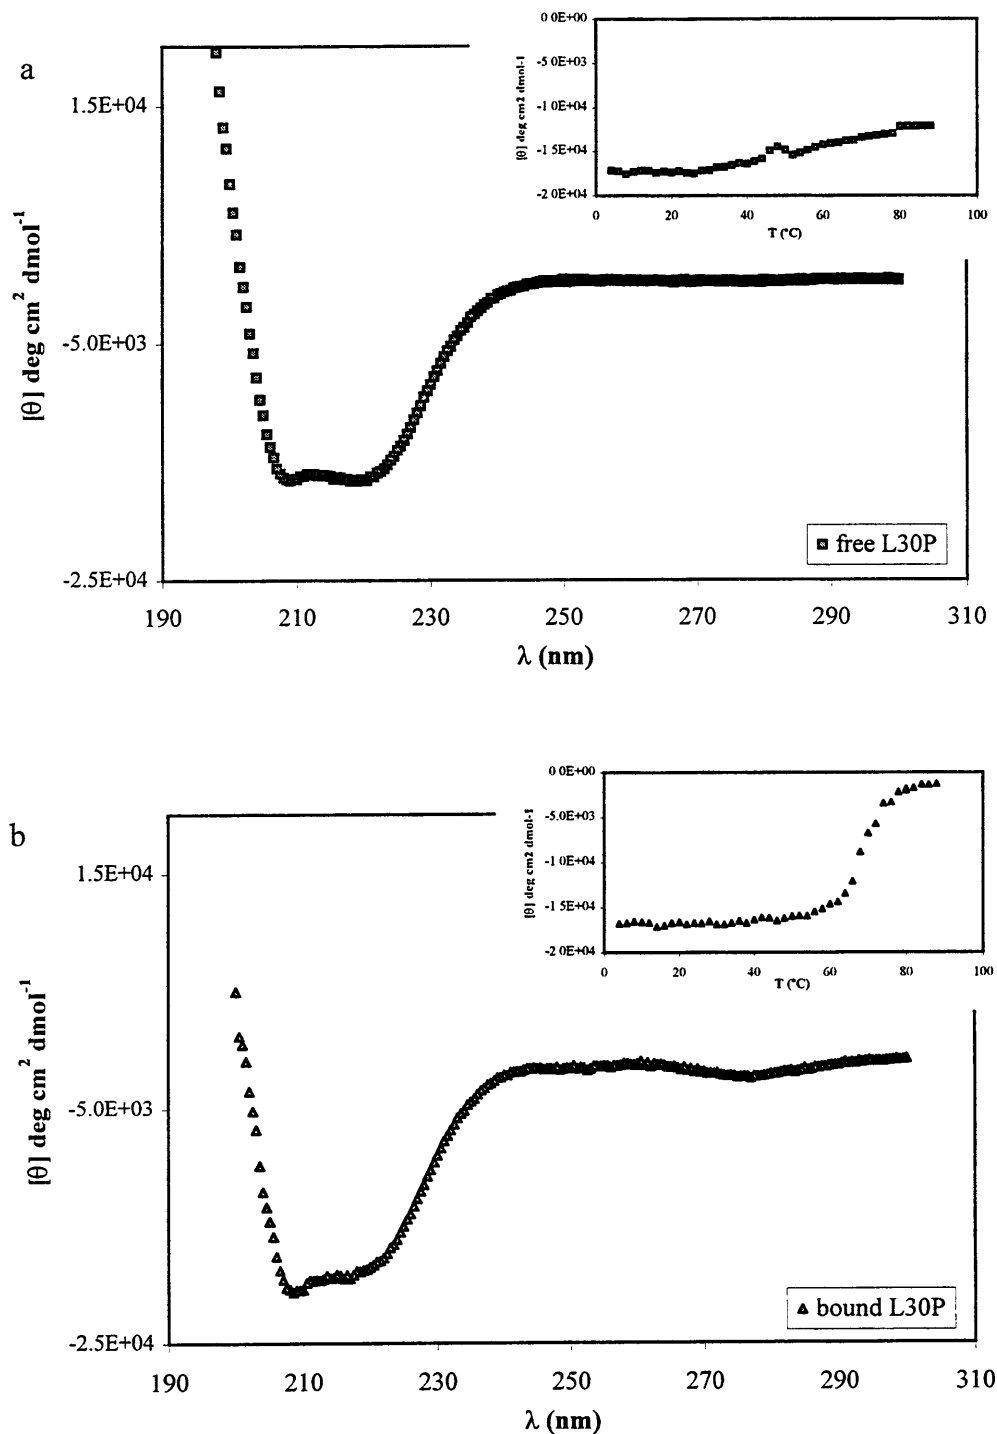 a
[θ] deg cm² dmol⁻¹
1.5E+04
-5.0E+03
-2.5E+04
190 210 230 250 270 290 310
λ (nm)
free L30P
[θ] deg cm2 dmol-1
0 0E+00
-5 0E+03
-1 0E+04
-1 5E+04
-2 0E+04
0 20 40 60 80 100
T (°C)
b
[θ] deg cm² dmol⁻¹
1.5E+04
-5.0E+03
-2.5E+04
190 210 230 250 270 290 310
λ (nm)
bound L30P
[θ] deg cm2 dmol-1
0 0E+00
-5.0E+03
-1 0E+04
-1 5E+04
-2 0E+04
0 20 40 60 80 100
T (°C)